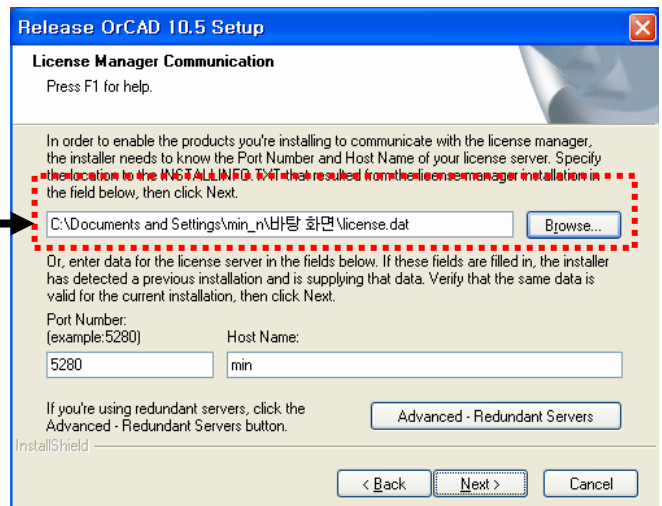 Release OrCAD 10.5 Setup
License Manager Communication
Press F1 for help.
In order to enable the products you're installing to communicate with the license manager,
the installer needs to know the Port Number and Host Name of your license server. Specify
the location to the INSTALLINFO.TXT that resulted from the license manager installation in
the field below, then click Next.
C:\Documents and Settings\min_n\바탕 화면\license.dat
Browse...
Or, enter data for the license server in the fields below. If these fields are filled in, the installer
has detected a previous installation and is supplying that data. Verify that the same data is
valid for the current installation, then click Next.
Port Number:
(example:5280)
Host Name:
5280
min
If you're using redundant servers, click the
Advanced - Redundant Servers button.
Advanced - Redundant Servers
InstallShield
< Back
Next >
Cancel